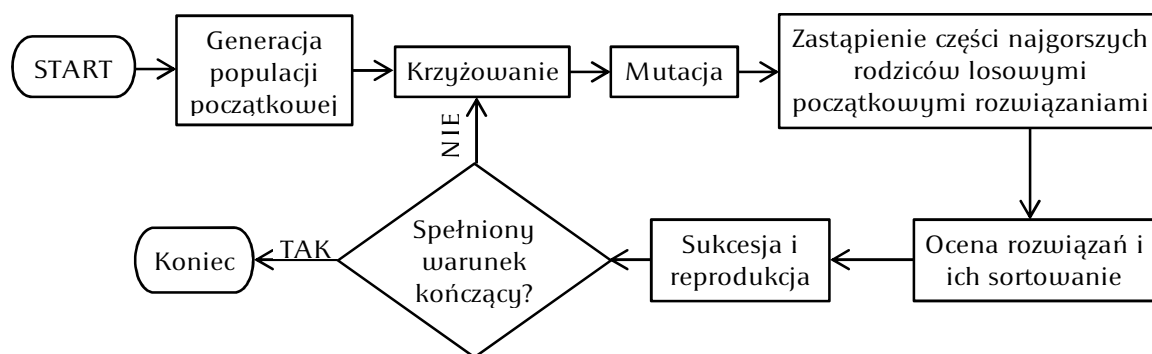 START
Generacja
populacji
początkowej
Krzyżowanie
Mutacja
Zastąpienie części najgorszych
rodziców losowymi
początkowymi rozwiązaniami
Ocena rozwiązań i
ich sortowanie
Sukcesja i
reprodukcja
Spełniony
warunek
kończący?
NIE
TAK
Koniec